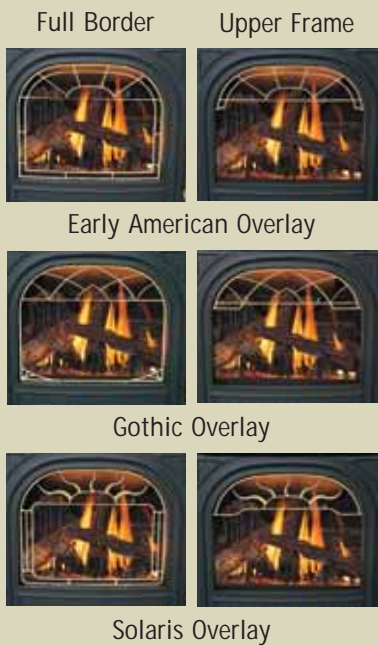 Full Border
Upper Frame
Early American Overlay
Gothic Overlay
Solaris Overlay